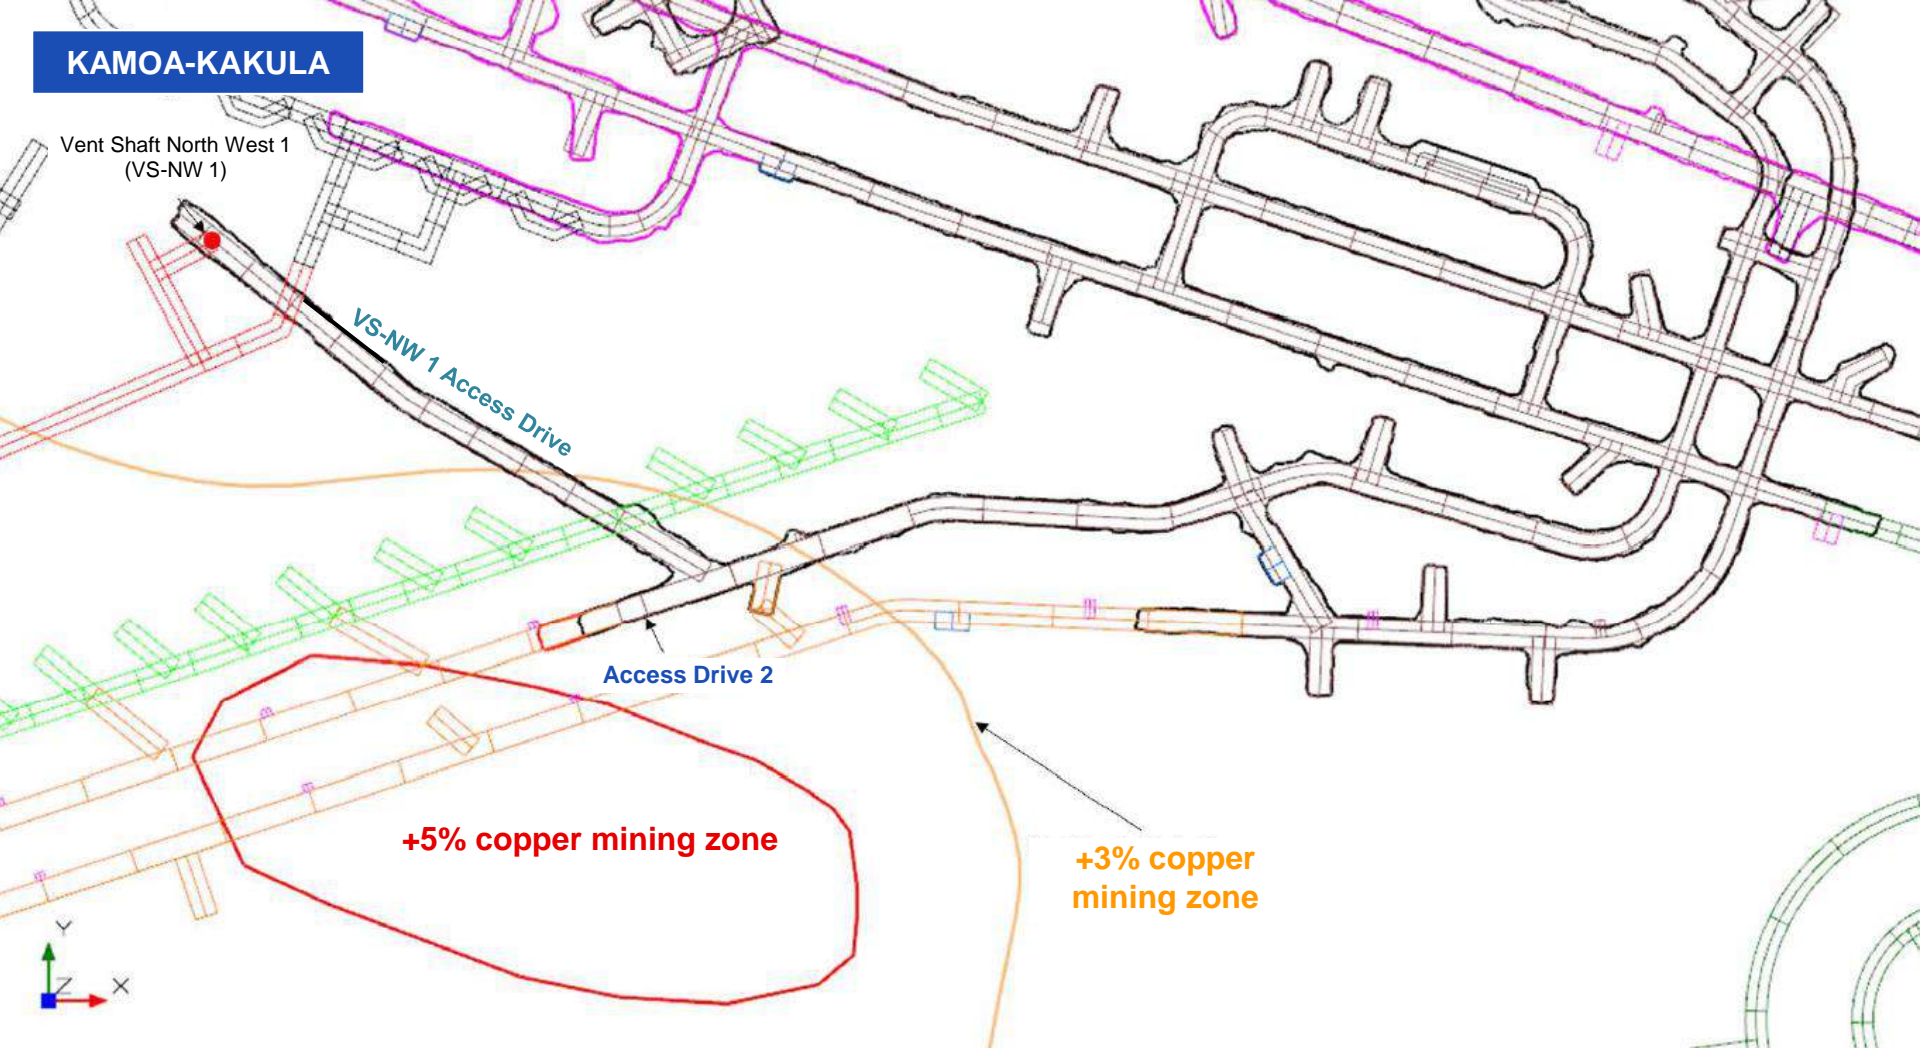 KAMOA-KAKULA
Vent Shaft North West 1
(VS-NW 1)
VS-NW 1 Access Drive
Access Drive 2
+5% copper mining zone
+3% copper
mining zone
Y
Z
X